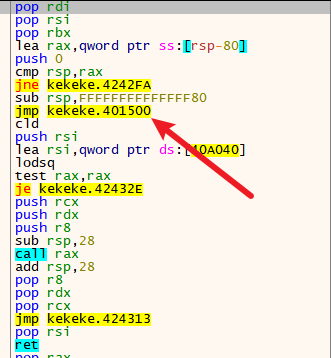 pop rdi
pop rsi
pop rbx
lea rax,qword ptr ss:[rsp-80]
push 0
cmp rsp,rax
jne kekeke.4242FA
sub rsp,FFFFFFFFFFFFFF80
jmp kekeke.401500
cld
push rsi
lea rsi,qword ptr ds:[40A040]
lodsq
test rax,rax
je kekeke.42432E
push rcx
push rdx
push r8
sub rsp,28
call rax
add rsp,28
pop r8
pop rdx
pop rcx
jmp kekeke.424313
pop rsi
ret
pop rax